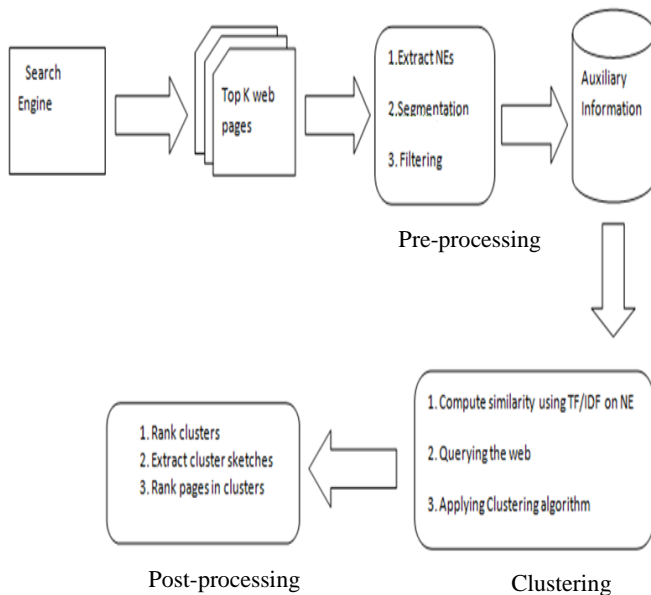 Search
Engine
Top K web
pages
1.Extract NEs
2.Segmentation
3. Filtering
Auxiliary
Information
Pre-processing
1. Compute similarity using TF/IDF on NE
2. Querying the web
3. Applying Clustering algorithm
Clustering
1. Rank clusters
2. Extract cluster sketches
3. Rank pages in clusters
Post-processing